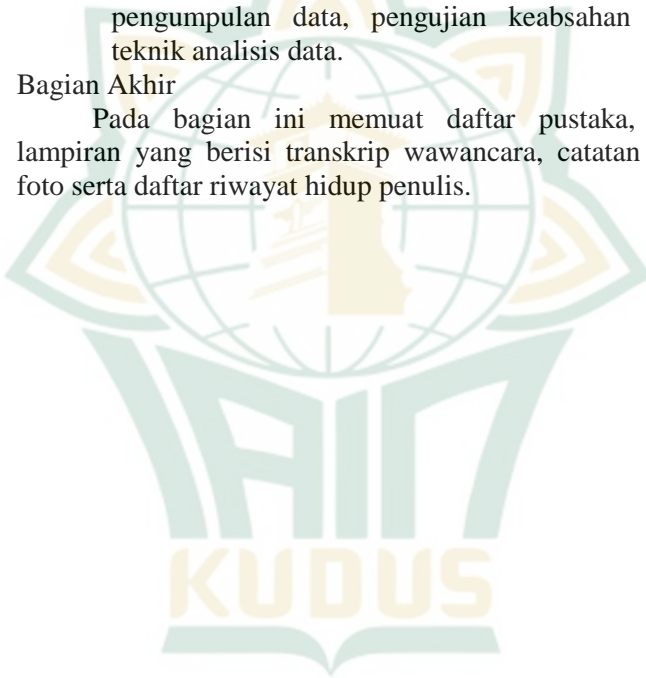 pengumpulan data, pengujian keabsahan
teknik analisis data.
Bagian Akhir
Pada bagian ini memuat daftar pustaka,
lampiran yang berisi transkrip wawancara, catatan
foto serta daftar riwayat hidup penulis.
IAIN
KUDUS